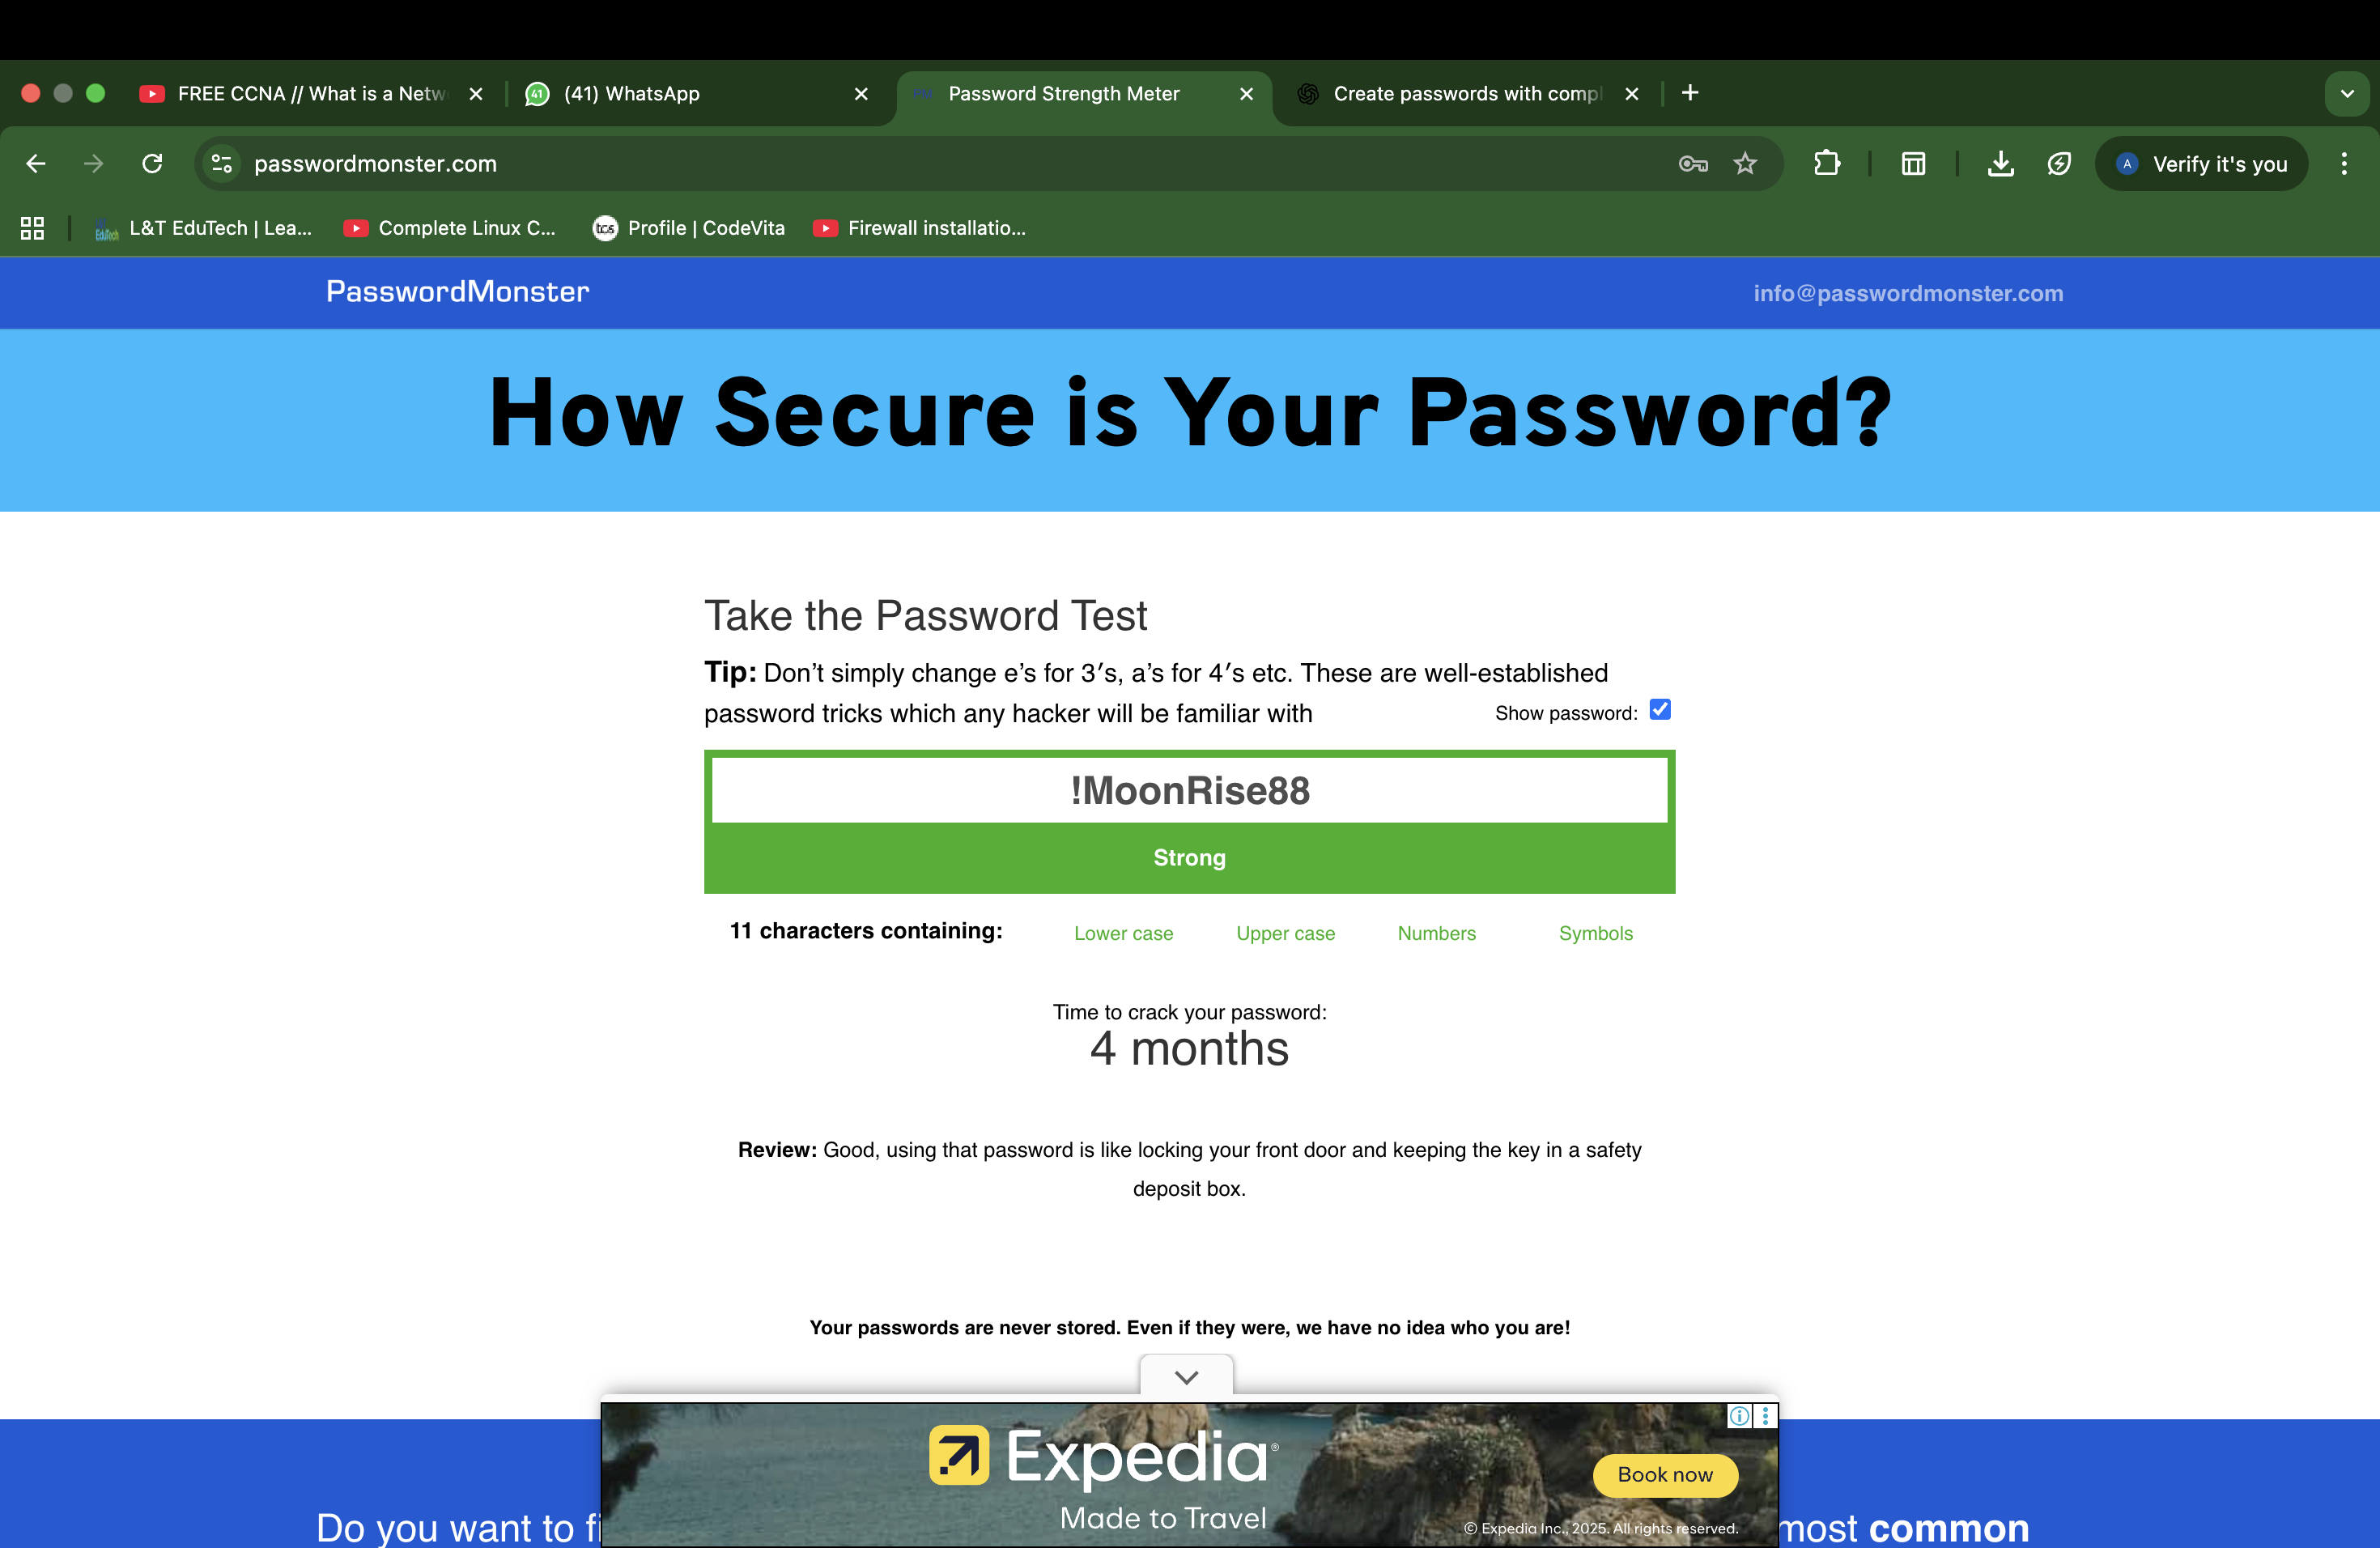 FREE CCNA // What is a Netw
(41) WhatsApp
Password Strength Meter
Create passwords with compl
passwordmonster.com
A Verify it's you
L&T EduTech | Lea...
Complete Linux C...
Profile | CodeVita
Firewall installatio...
PasswordMonster
info@passwordmonster.com
How Secure is Your Password?
Take the Password Test
Tip: Don’t simply change e’s for 3′s, a’s for 4′s etc. These are well-established
password tricks which any hacker will be familiar with
Show password:
!MoonRise88
Strong
11 characters containing:
Lower case
Upper case
Numbers
Symbols
Time to crack your password:
4 months
Review: Good, using that password is like locking your front door and keeping the key in a safety
deposit box.
Your passwords are never stored. Even if they were, we have no idea who you are!
Expedia®
Made to Travel
Book now
© Expedia Inc., 2025. All rights reserved.
Do you want to fi
most common